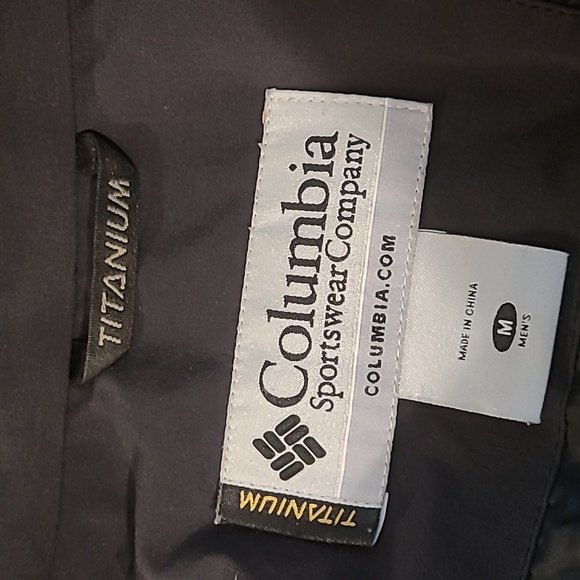 TITANIUM
Columbia
Sportswear Company
COLUMBIA.COM
TITANIUM
MADE IN CHINA
M
MEN'S